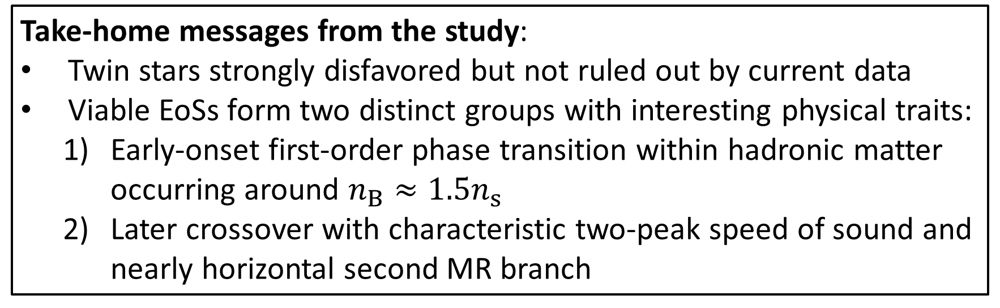 Take-home messages from the study:
• Twin stars strongly disfavored but not ruled out by current data
• Viable EoSs form two distinct groups with interesting physical traits:
1) Early-onset first-order phase transition within hadronic matter
occurring around n_B ≈ 1.5n_s
2) Later crossover with characteristic two-peak speed of sound and
nearly horizontal second MR branch